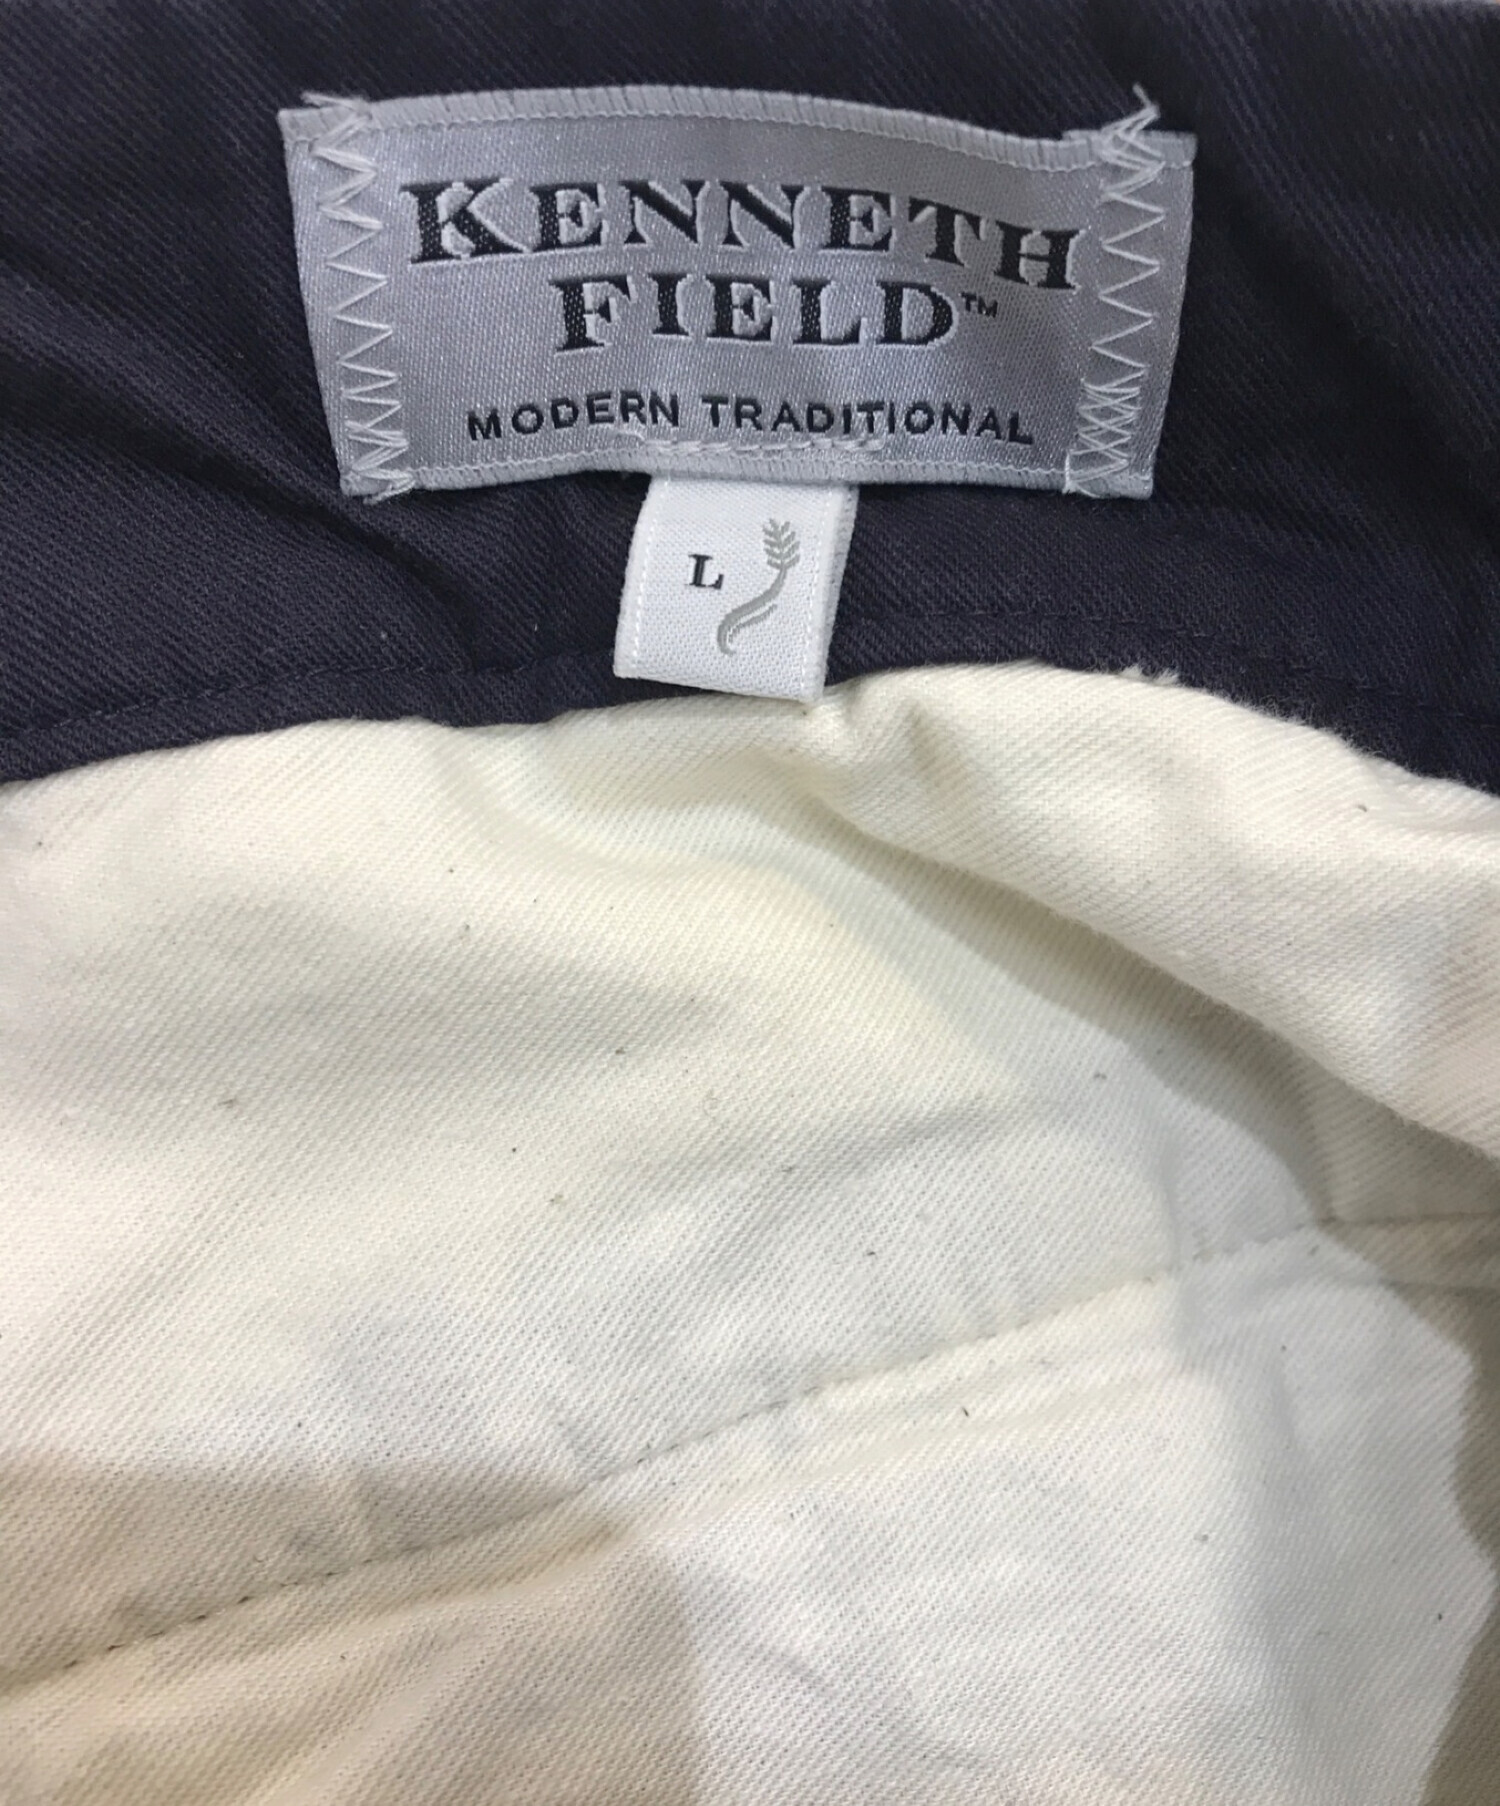 KENNETH
FIELD™
MODERN TRADITIONAL
L